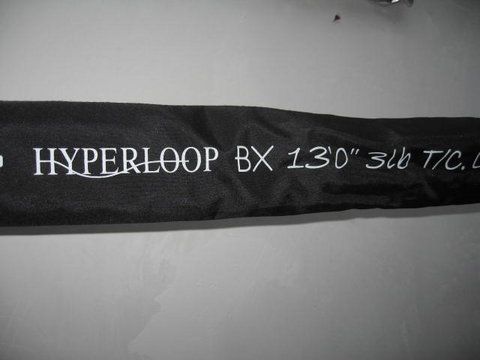 HYPERLOOP BX 13'0" 3lb T/C.